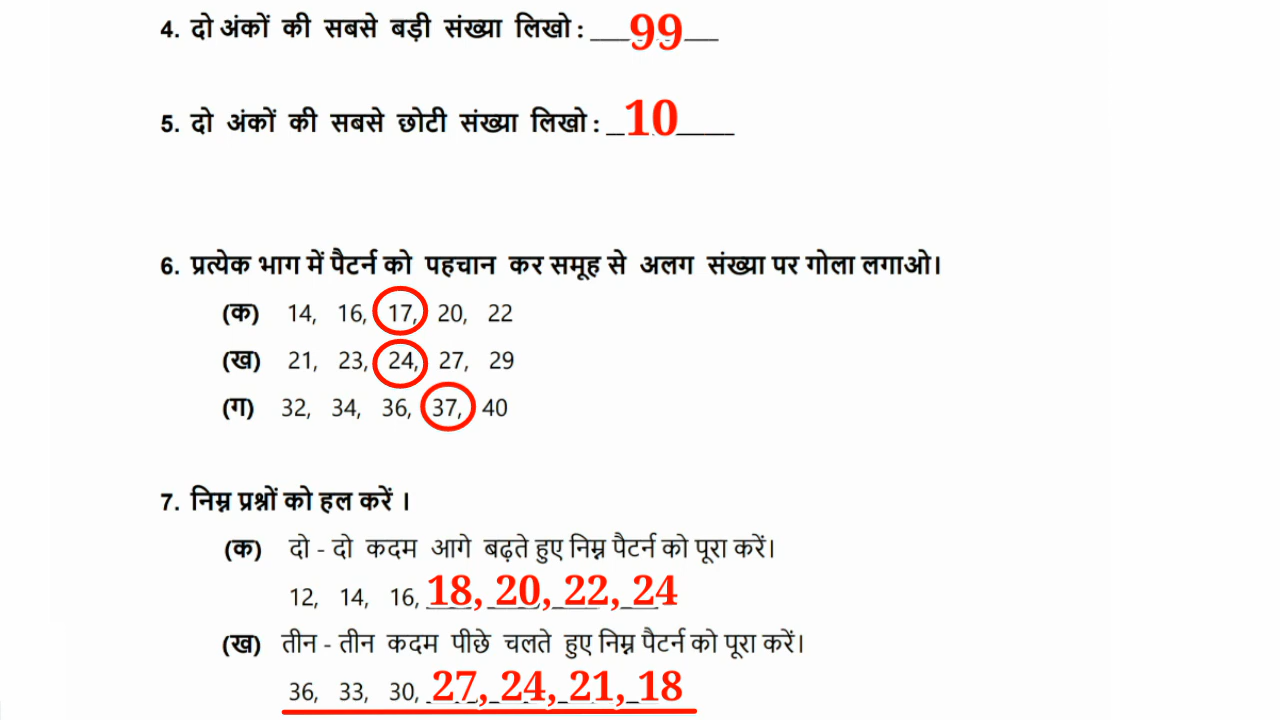 4. दो अंकों की सबसे बड़ी संख्या लिखो : ____99____
5. दो अंकों की सबसे छोटी संख्या लिखो : __10____
6. प्रत्येक भाग में पैटर्न को पहचान कर समूह से अलग संख्या पर गोला लगाओ।
(क) 14, 16, 17, 20, 22
(ख) 21, 23, 24, 27, 29
(ग) 32, 34, 36, 37, 40
7. निम्न प्रश्नों को हल करें ।
(क) दो - दो कदम आगे बढ़ते हुए निम्न पैटर्न को पूरा करें।
12, 14, 16, 18, 20, 22, 24
(ख) तीन - तीन कदम पीछे चलते हुए निम्न पैटर्न को पूरा करें।
36, 33, 30, 27, 24, 21, 18